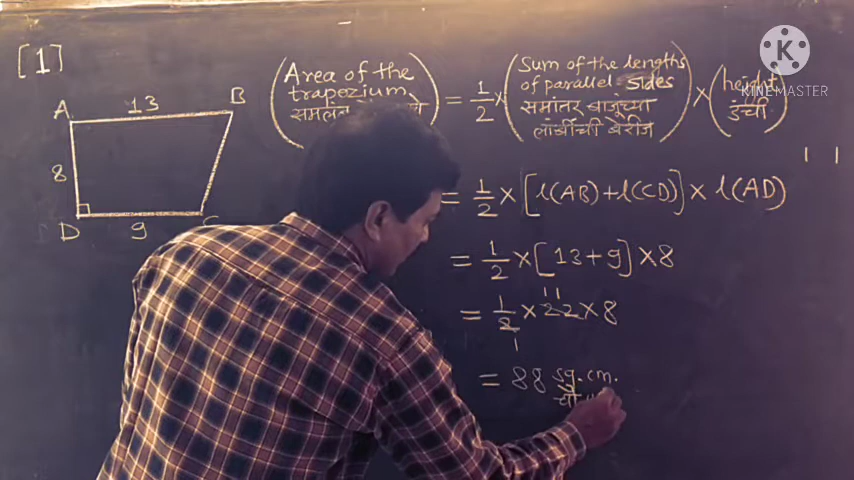 [1]
A 13 B
8
D 9 C
(Area of the trapezium) = 1/2 × (Sum of the lengths of parallel sides
समांतर बाजूंच्या
लांबींची बेरीज) × (height
उंची)
= 1/2 × [l(AB) + l(CD)] × l(AD)
= 1/2 × [13 + 9] × 8
11
= 1/2 × 22 × 8
1
= 88 sq. cm.
चौ
K
KINEMASTER